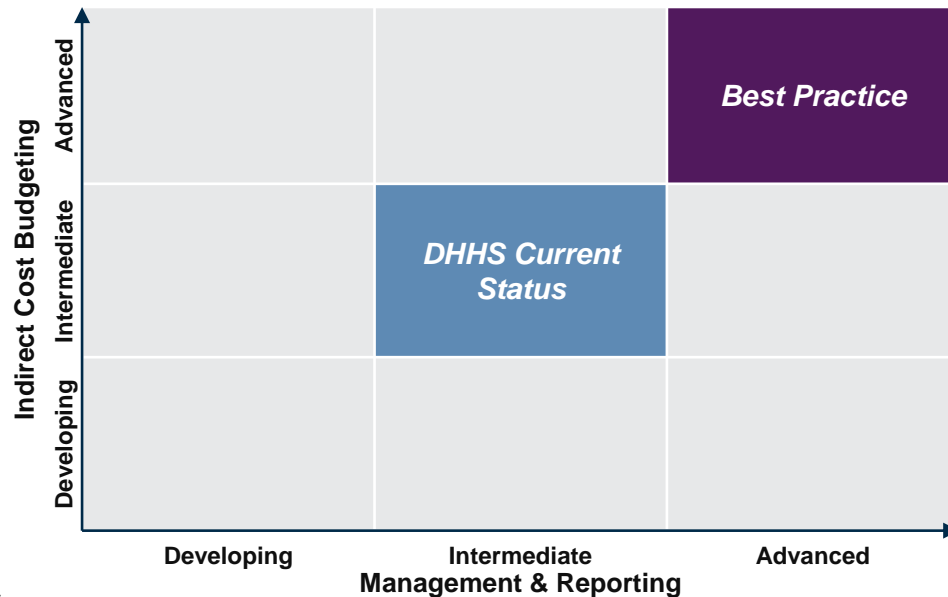 Indirect Cost Budgeting
Advanced
Intermediate
Developing
Best Practice
DHHS Current
Status
Developing
Intermediate
Advanced
Management & Reporting